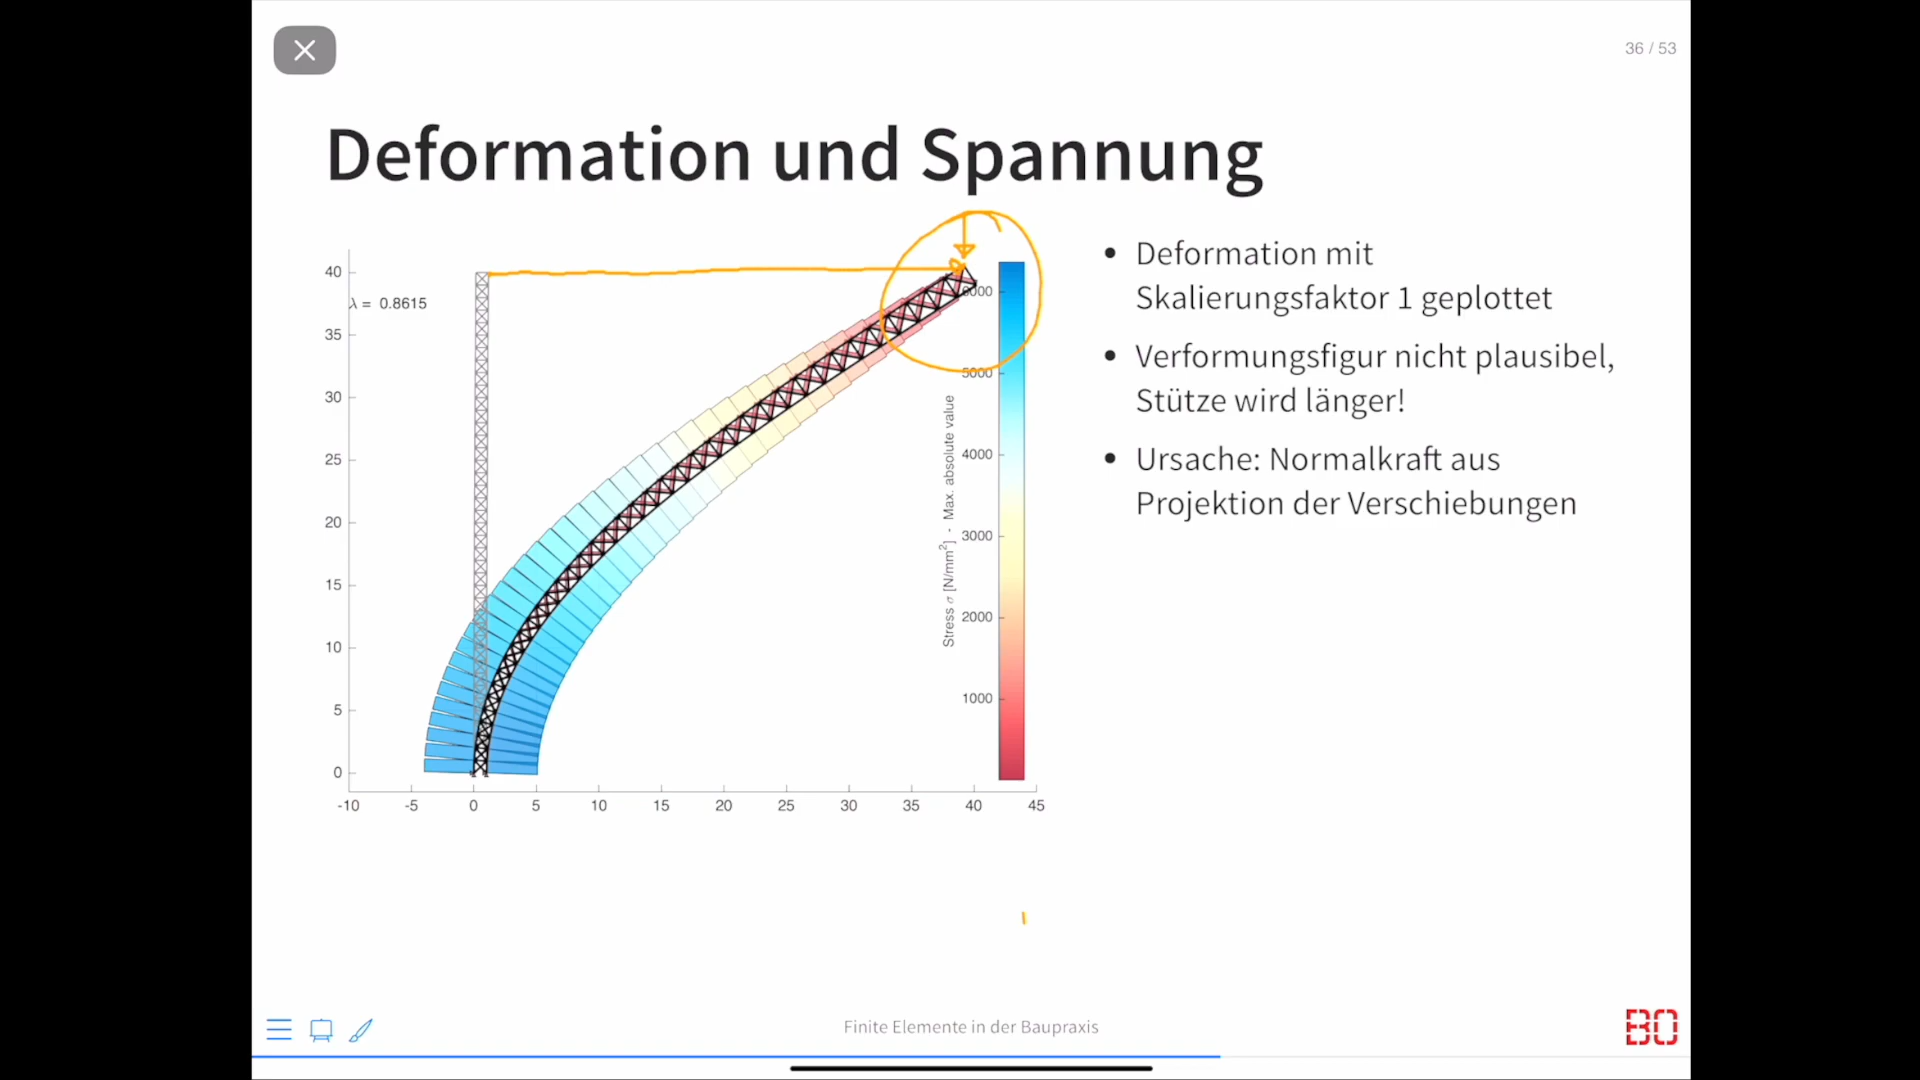 36 / 53
Deformation und Spannung
λ = 0.8615
40
35
30
25
20
15
10
5
0
-10
-5
0
5
10
15
20
25
30
35
40
45
5000
4000
3000
2000
1000
Stress σ [N/mm²] - Max. absolute value
Deformation mit
Skalierungsfaktor 1 geplottet
Verformungsfigur nicht plausibel,
Stütze wird länger!
Ursache: Normalkraft aus
Projektion der Verschiebungen
Finite Elemente in der Baupraxis
BO